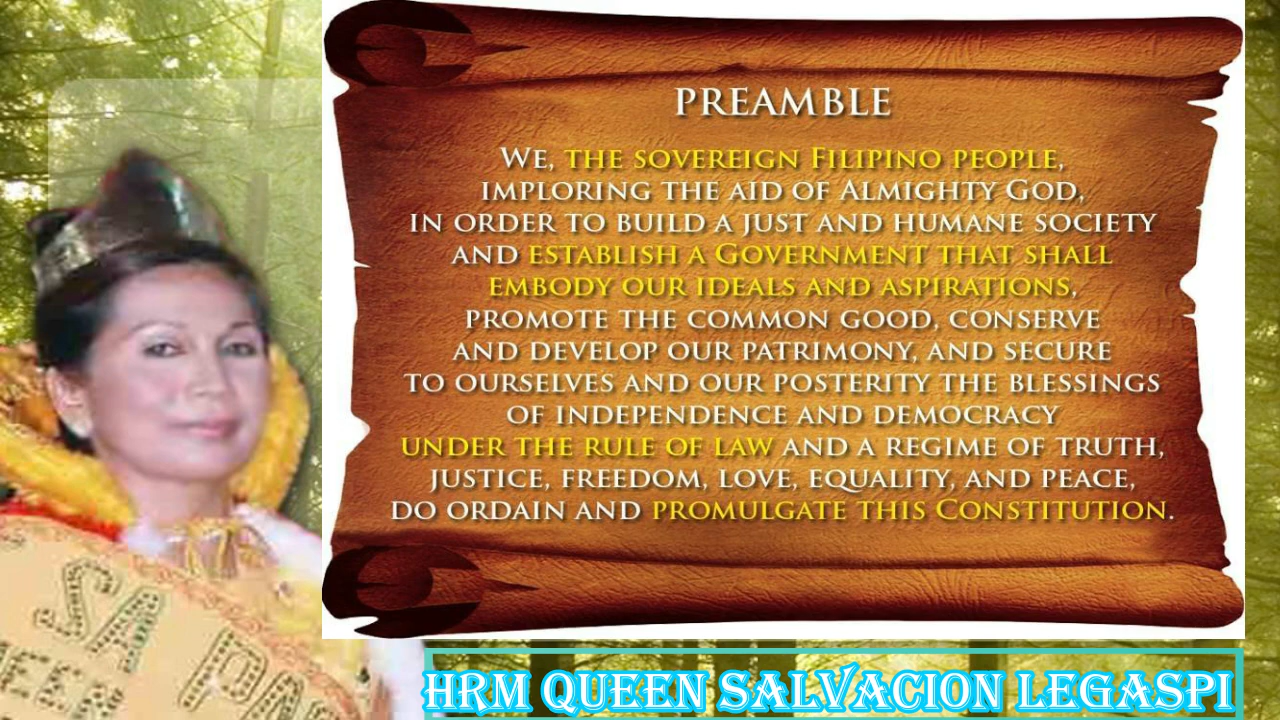 PREAMBLE
WE, THE SOVEREIGN FILIPINO PEOPLE,
IMPLORING THE AID OF ALMIGHTY GOD,
IN ORDER TO BUILD A JUST AND HUMANE SOCIETY
AND ESTABLISH A GOVERNMENT THAT SHALL
EMBODY OUR IDEALS AND ASPIRATIONS,
PROMOTE THE COMMON GOOD, CONSERVE
AND DEVELOP OUR PATRIMONY, AND SECURE
TO OURSELVES AND OUR POSTERITY THE BLESSINGS
OF INDEPENDENCE AND DEMOCRACY
UNDER THE RULE OF LAW AND A REGIME OF TRUTH,
JUSTICE, FREEDOM, LOVE, EQUALITY, AND PEACE,
DO ORDAIN AND PROMULGATE THIS CONSTITUTION.
SA
HRM QUEEN SALVACION LEGASPI